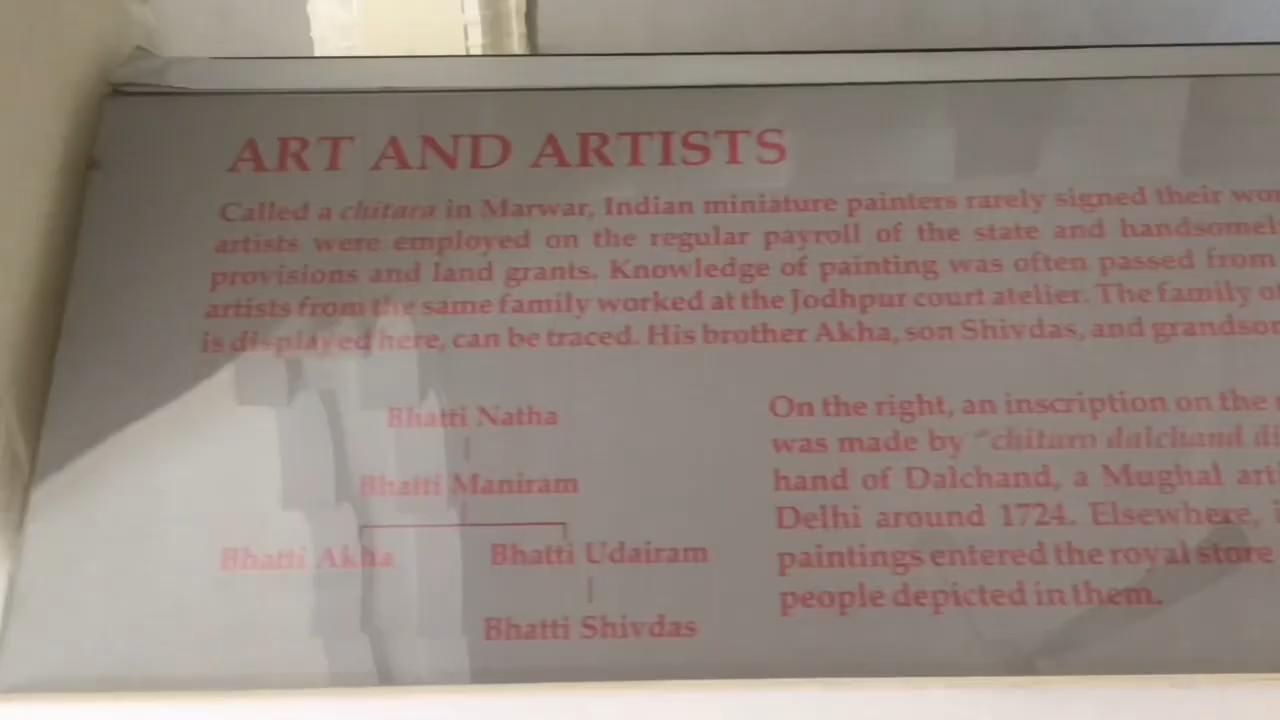 ART AND ARTISTS
Called a chitara in Marwar, Indian miniature painters rarely signed their
artists were employed on the regular payroll of the state and
provisions and land grants. Knowledge of painting was often passed from
artists from the same family worked at the Jodhpur court atelier. The family
is displayed here, can be traced. His brother Akha, son Shivdas, and
Bhatti Natha
Bhatti Maniram
Bhatti Akha
Bhatti Udairam
Bhatti Shivdas
On the right, an inscription on the
was made by "chitaro dalchand
hand of Dalchand, a Mughal
Delhi around 1724. Elsewhere,
paintings entered the royal store
people depicted in them.